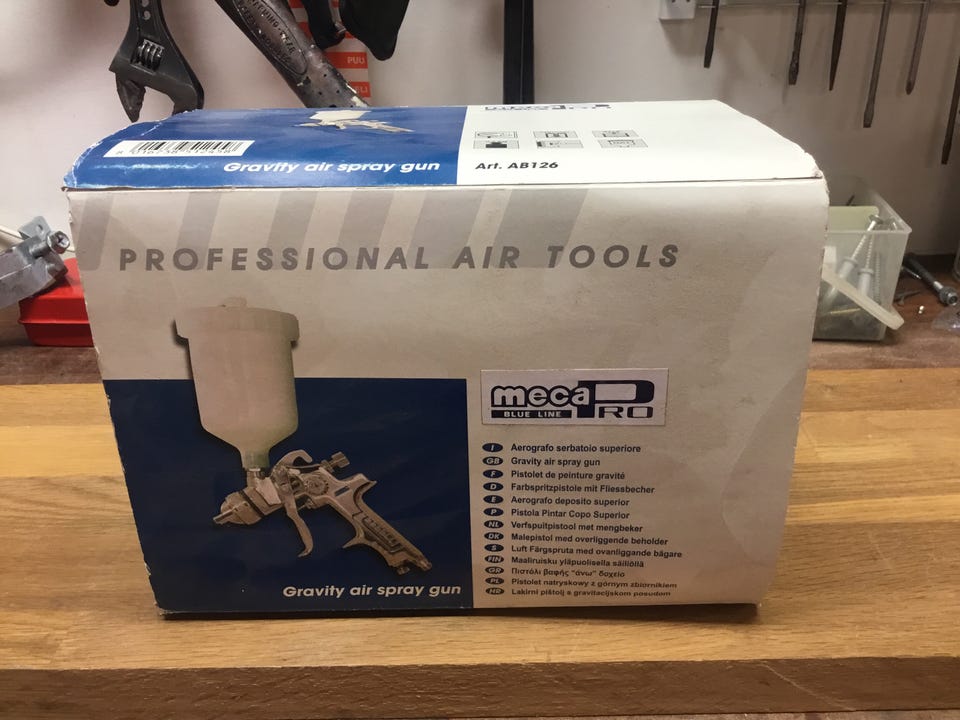 PUU
Gravity air spray gun
Art. AB126
PROFESSIONAL AIR TOOLS
meca PRO
BLUE LINE
I Aerografo serbatoio superiore
GB Gravity air spray gun
F Pistolet de peinture gravité
D Farbspritzpistole mit Fliessbecher
E Aerografo deposito superior
P Pistola Pintar Copo Superior
NL Verfspuitpistool met mengbeker
DK Malepistol med overliggende beholder
S Luft Färgspruta med ovanliggande bägare
FIN Maaliruisku yläpuolisella säiliöllä
GR Πιστόλι βαφής "άνω" δοχείο
PL Pistolet natryskowy z górnym zbiornikiem
HR Lakirni pištolj s gravitacijskom posudom
Gravity air spray gun